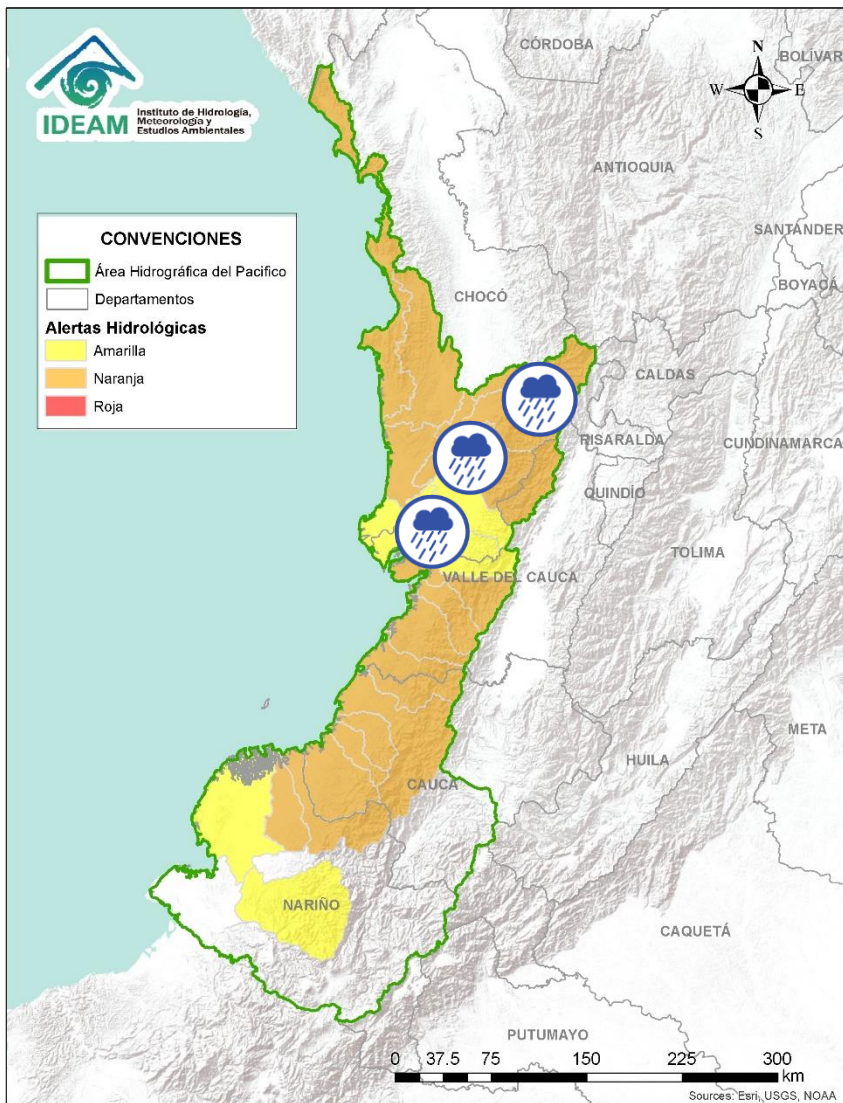 IDEAM
Instituto de Hidrología,
Meteorología y
Estudios Ambientales
CÓRDOBA
BOLÍVAR
N
W
E
S
ANTIOQUIA
SANTANDER
BOYACÁ
CONVENCIONES
Área Hidrográfica del Pacifico
Departamentos
Alertas Hidrológicas
Amarilla
Naranja
Roja
CHOCÓ
CALDAS
RISARALDA
CUNDINAMARCA
QUINDÍO
TOLIMA
VALLE DEL CAUCA
META
HUILA
CAUCA
NARIÑO
CAQUETÁ
PUTUMAYO
0 37.5 75 150 225 300
km
Sources: Esri, USGS, NOAA